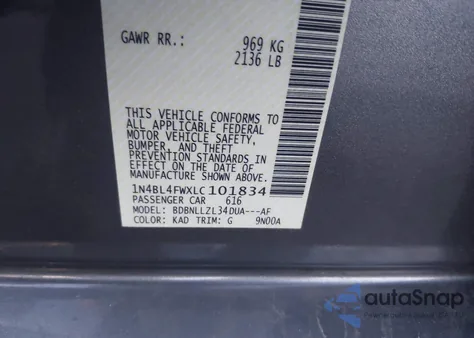 GAWR RR.: 969 KG
2136 LB
THIS VEHICLE CONFORMS TO
ALL APPLICABLE FEDERAL
MOTOR VEHICLE SAFETY,
BUMPER, AND THEFT
PREVENTION STANDARDS IN
EFFECT ON THE DATE OF
MANUFACTURE SHOWN ABOVE.
1N4BL4FWXLC101834
PASSENGER CAR 616
MODEL: BDBNLLZL34DUA---AF
COLOR: KAD TRIM: G 9N00A
autoSnap